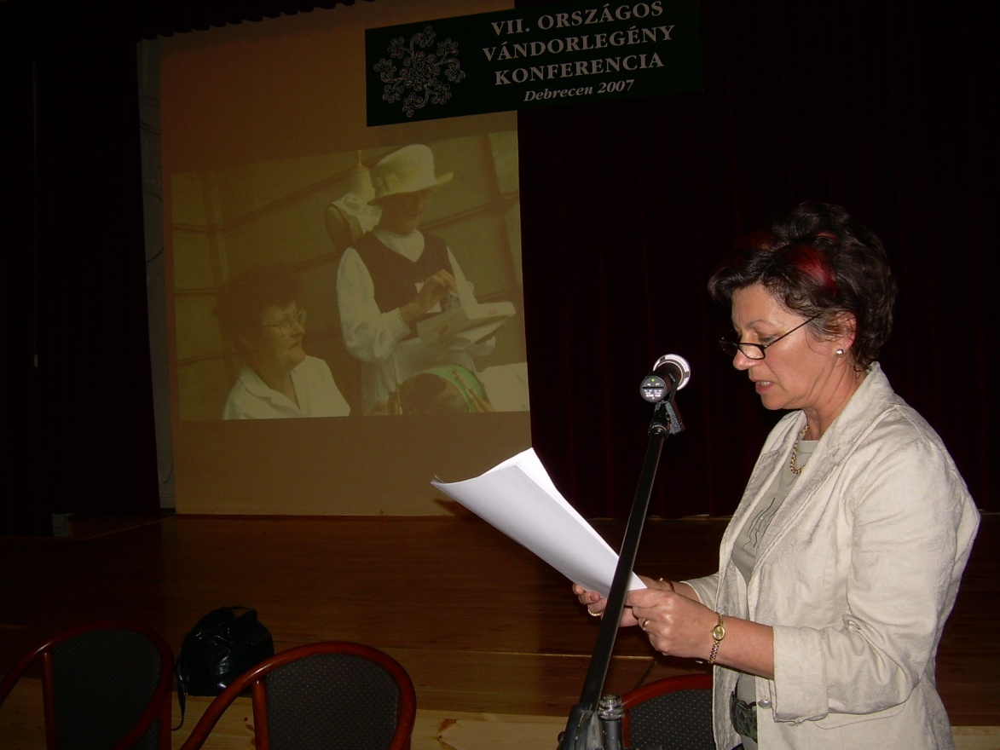 VII. ORSZÁGOS
VÁNDORLEGÉNY
KONFERENCIA
Debrecen 2007